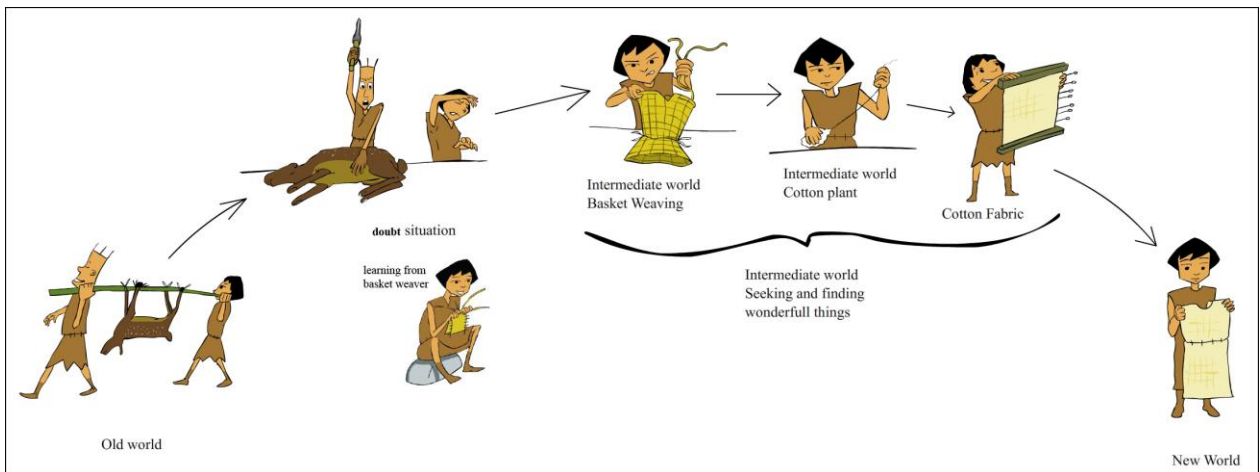 Old world
doubt situation
learning from
basket weaver
Intermediate world
Basket Weaving
Intermediate world
Cotton plant
Cotton Fabric
Intermediate world
Seeking and finding
wonderfull things
New World